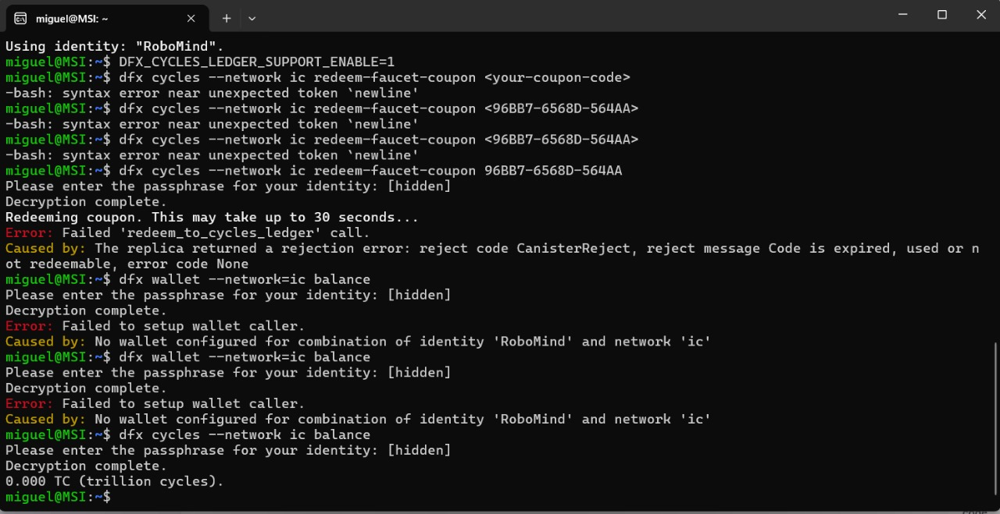 miguel@MSI: ~
Using identity: "RoboMind".
miguel@MSI:~$ DFX_CYCLES_LEDGER_SUPPORT_ENABLE=1
miguel@MSI:~$ dfx cycles --network ic redeem-faucet-coupon <your-coupon-code>
-bash: syntax error near unexpected token `newline'
miguel@MSI:~$ dfx cycles --network ic redeem-faucet-coupon <96BB7-6568D-564AA>
-bash: syntax error near unexpected token `newline'
miguel@MSI:~$ dfx cycles --network ic redeem-faucet-coupon <96BB7-6568D-564AA>
-bash: syntax error near unexpected token `newline'
miguel@MSI:~$ dfx cycles --network ic redeem-faucet-coupon 96BB7-6568D-564AA
Please enter the passphrase for your identity: [hidden]
Decryption complete.
Redeeming coupon. This may take up to 30 seconds...
Error: Failed 'redeem_to_cycles_ledger' call.
Caused by: The replica returned a rejection error: reject code CanisterReject, reject message Code is expired, used or n
ot redeemable, error code None
miguel@MSI:~$ dfx wallet --network=ic balance
Please enter the passphrase for your identity: [hidden]
Decryption complete.
Error: Failed to setup wallet caller.
Caused by: No wallet configured for combination of identity 'RoboMind' and network 'ic'
miguel@MSI:~$ dfx wallet --network=ic balance
Please enter the passphrase for your identity: [hidden]
Decryption complete.
Error: Failed to setup wallet caller.
Caused by: No wallet configured for combination of identity 'RoboMind' and network 'ic'
miguel@MSI:~$ dfx cycles --network ic balance
Please enter the passphrase for your identity: [hidden]
Decryption complete.
0.000 TC (trillion cycles).
miguel@MSI:~$